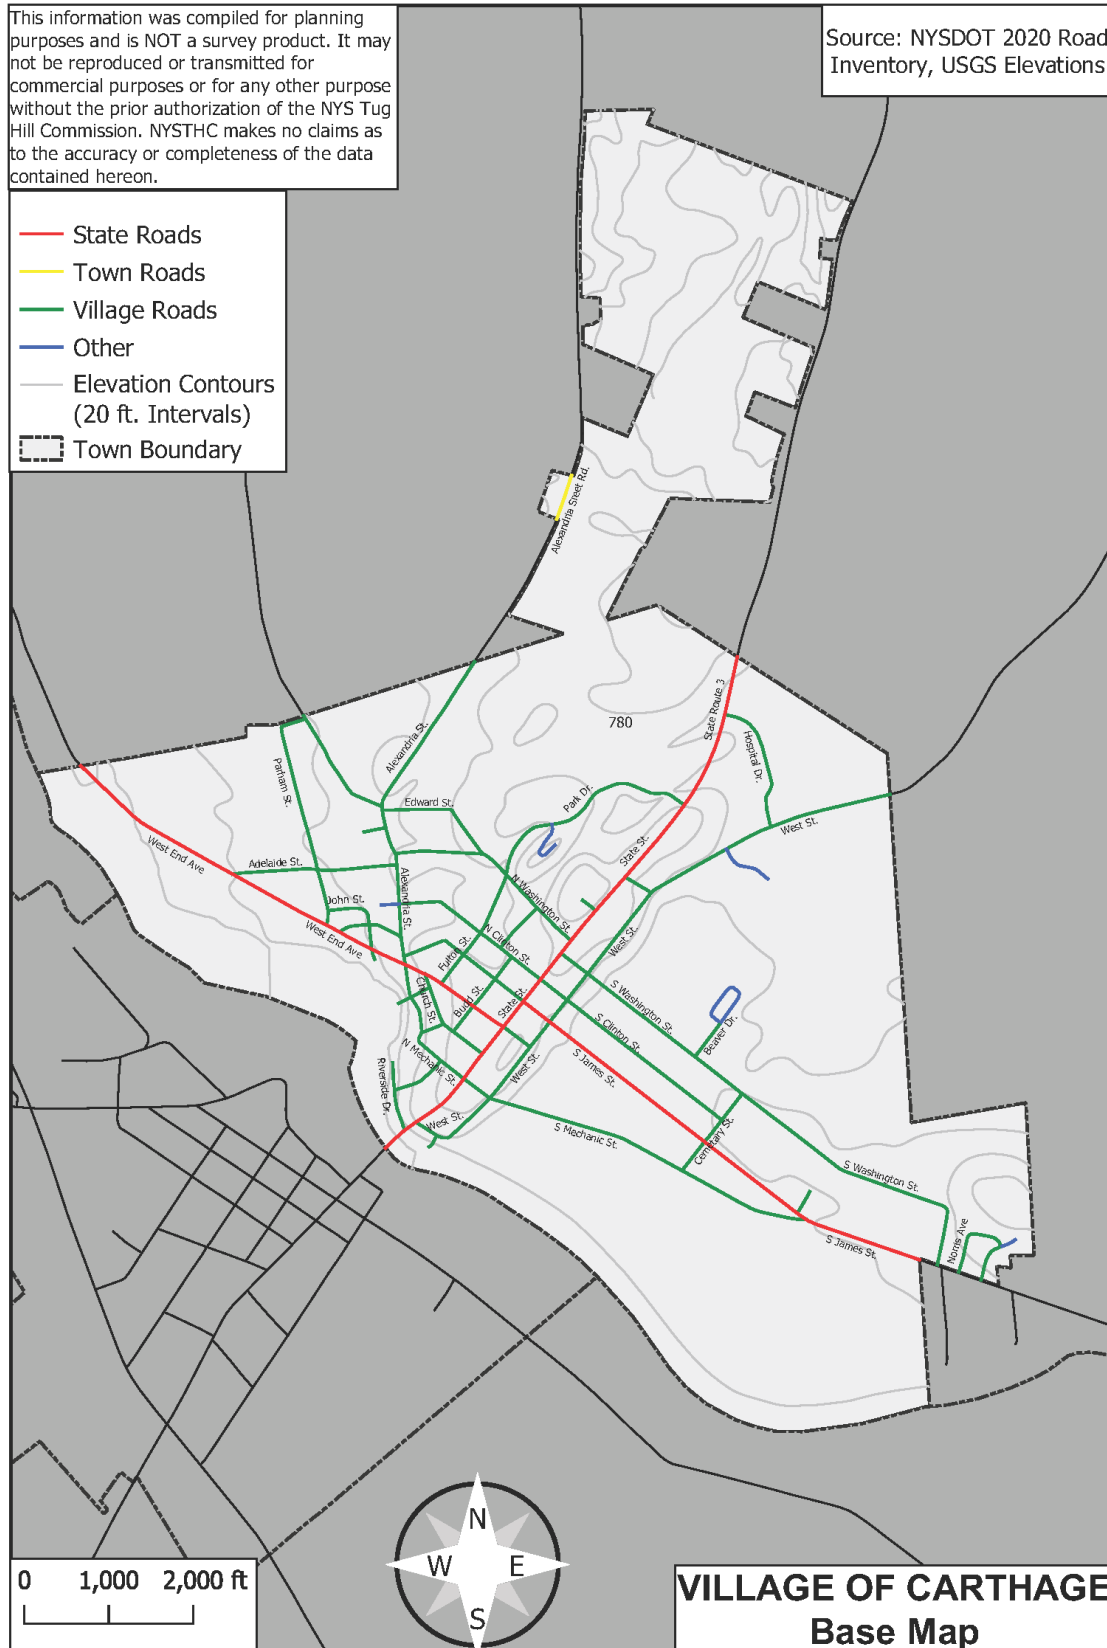 This information was compiled for planning
purposes and is NOT a survey product. It may
not be reproduced or transmitted for
commercial purposes or for any other purpose
without the prior authorization of the NYS Tug
Hill Commission. NYSTHC makes no claims as
to the accuracy or completeness of the data
contained hereon.
Source: NYSDOT 2020 Road
Inventory, USGS Elevations
State Roads
Town Roads
Village Roads
Other
Elevation Contours
(20 ft. Intervals)
Town Boundary
Alexandria Sreet Rd.
State Route 3
780
Hospiral Dr.
Alexandria St.
Parham St.
Park Dr.
Edward St.
West St.
West End Ave
Adelaide St.
State St.
John St.
Alexandria St.
N Washington St.
West End Ave
Fulton St.
N Clinton St.
West St.
Church St.
Budd St.
State St.
S Washington St.
S Clinton St.
Beaver Dr.
N Mechanic St.
West St.
S James St.
Riverside Dr.
West St.
S Mechanic St.
Cemetary St.
S Washington St.
Norris Ave
S James St.
N
W E
S
0 1,000 2,000 ft
VILLAGE OF CARTHAGE
Base Map